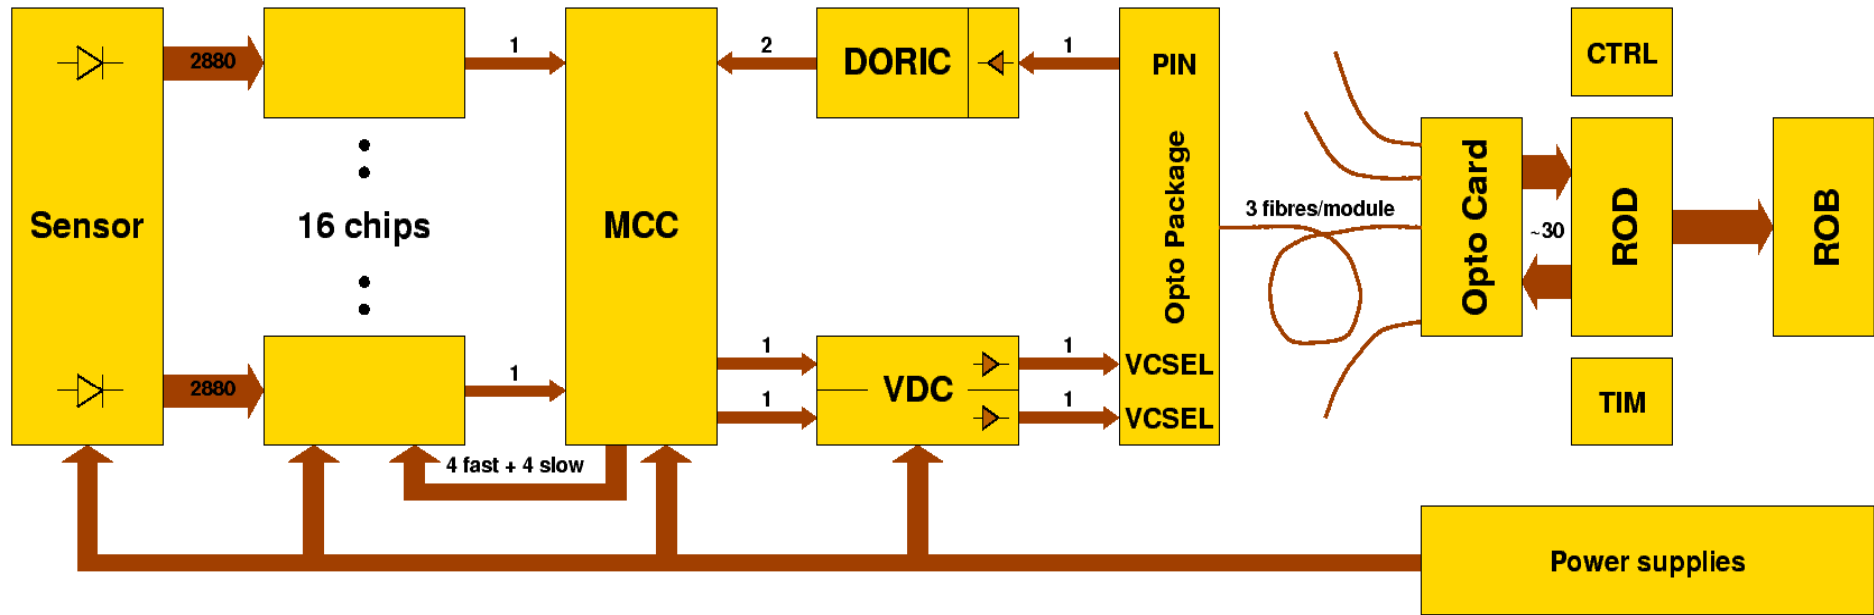 2880
1
2
DORIC
1
PIN
CTRL
Sensor
16 chips
MCC
Opto Package
3 fibres/module
Opto Card
~30
ROD
ROB
2880
1
1
1
VDC
1
1
VCSEL
VCSEL
TIM
4 fast + 4 slow
Power supplies